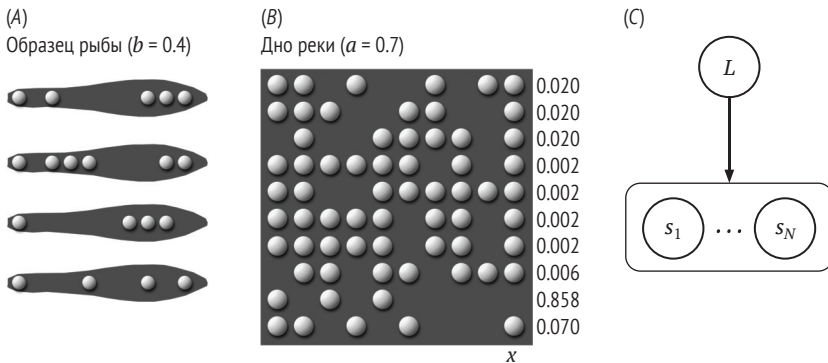 (A)
Образец рыбы (b = 0.4)
(B)
Дно реки (a = 0.7)
0.020
0.020
0.020
0.002
0.002
0.002
0.002
0.006
0.858
0.070
x
(C)
L
s1 ... sN